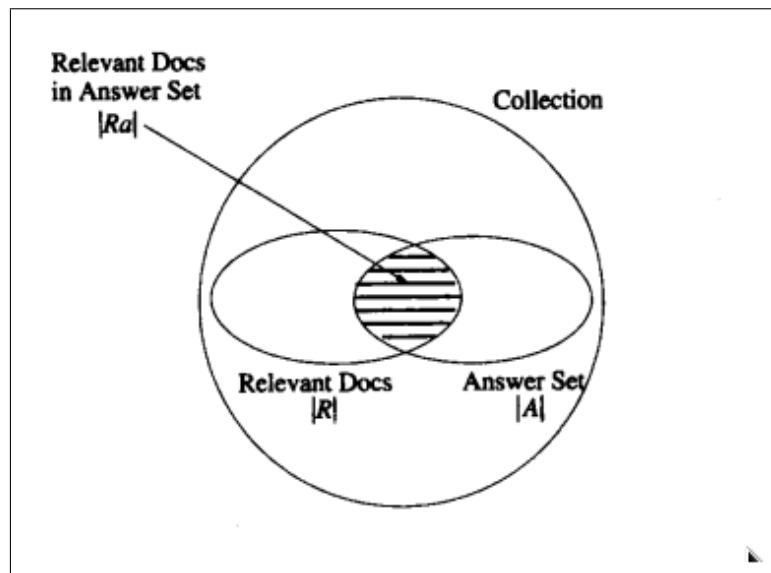 Relevant Docs
in Answer Set
|Ra|
Collection
Relevant Docs
|R|
Answer Set
|A|